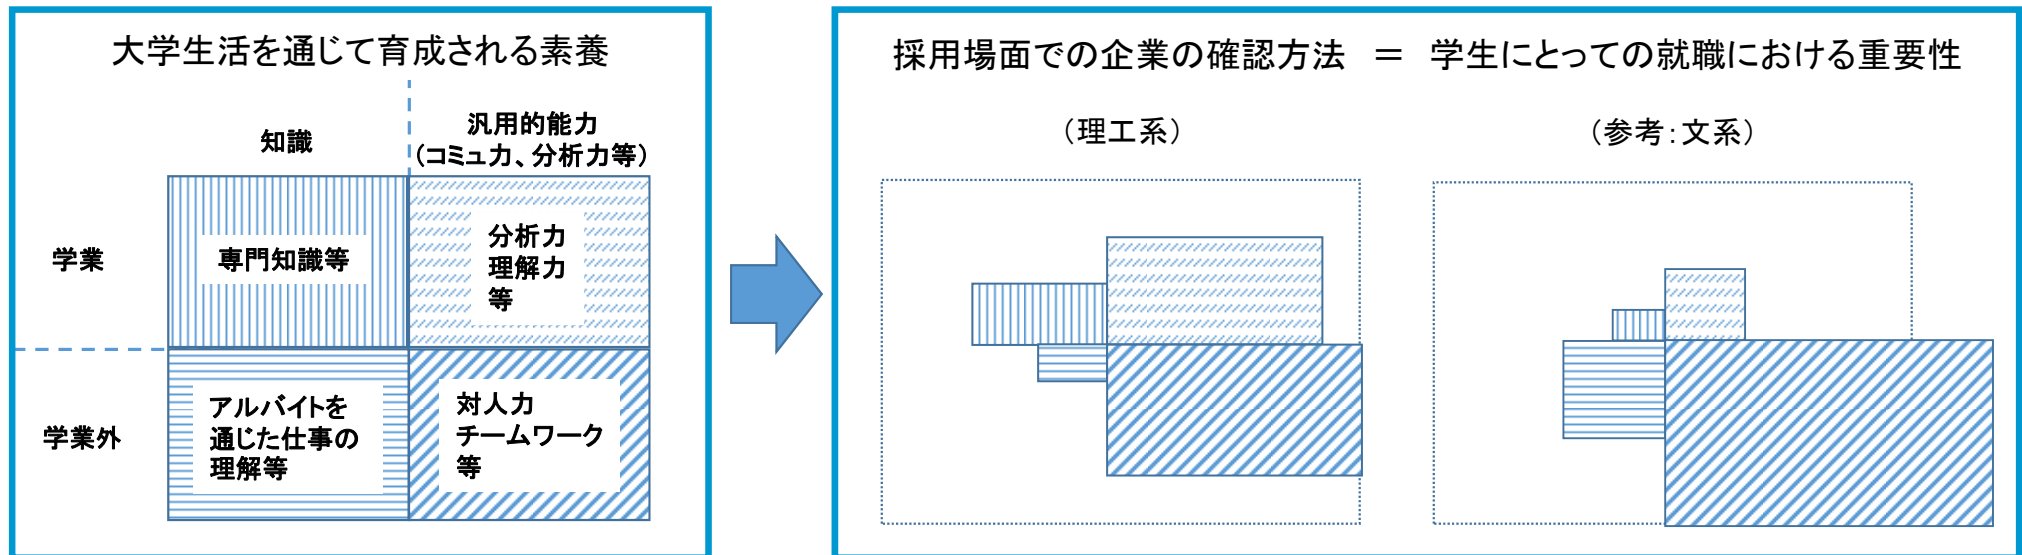 大学生活を通じて育成される素養
知識
汎用的能力
（コミュ力、分析力等）
学業
専門知識等
分析力
理解力
等
学業外
アルバイトを
通じた仕事の
理解等
対人力
チームワーク
等
採用場面での企業の確認方法　＝　学生にとっての就職における重要性
（理工系）
（参考：文系）